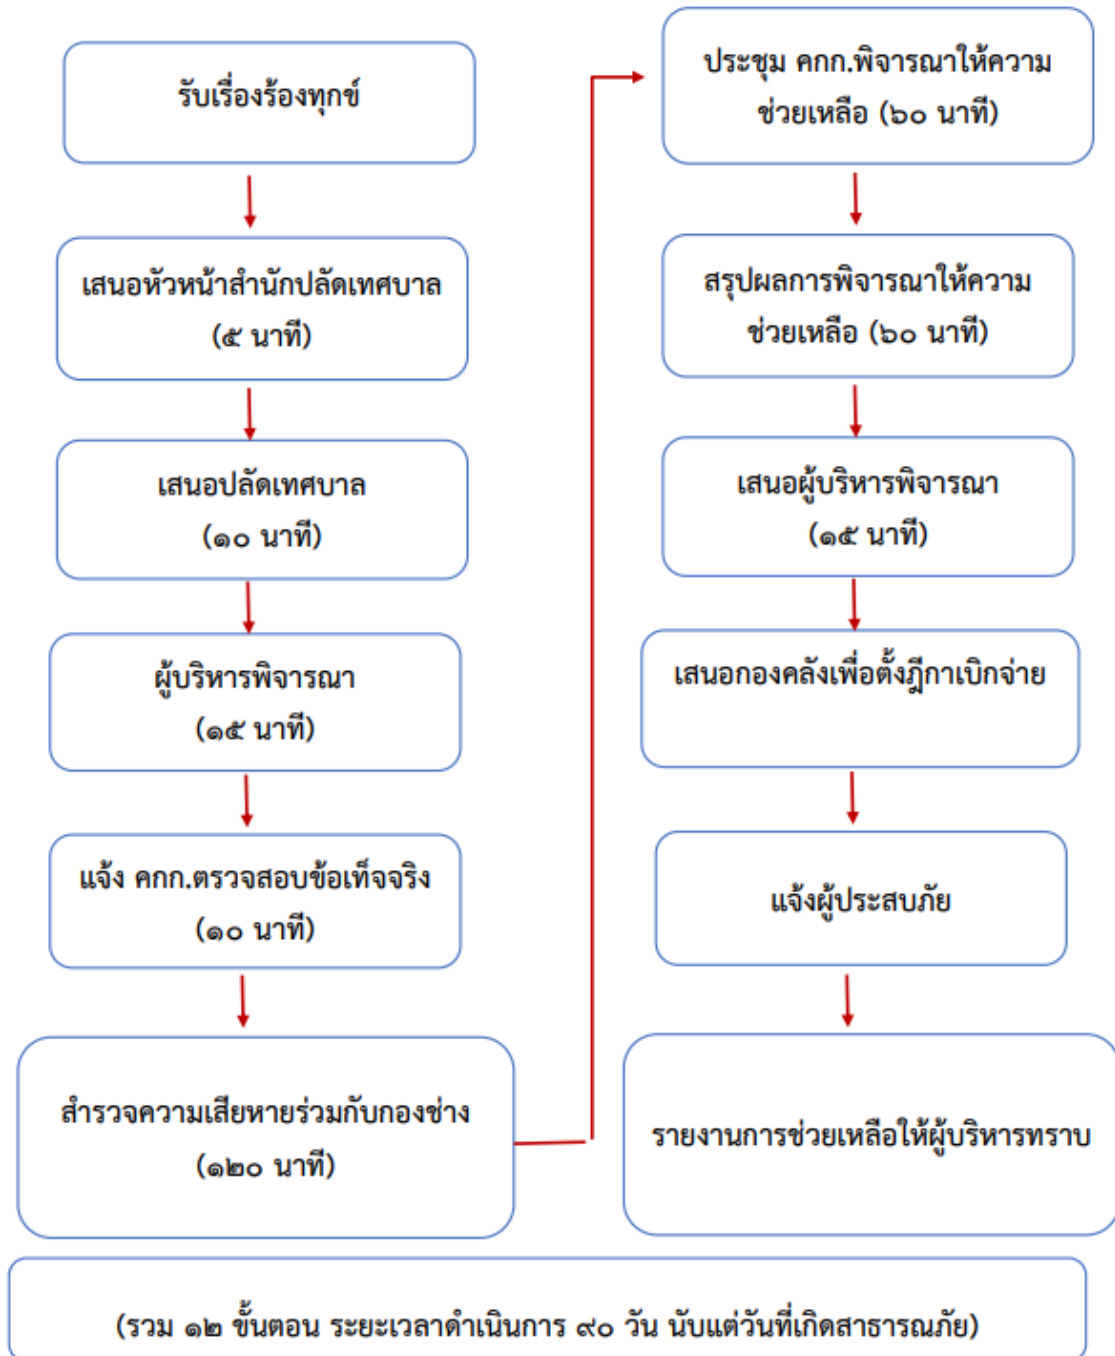 รับเรื่องร้องทุกข์
เสนอหัวหน้าสำนักปลัดเทศบาล
(๕ นาที)
เสนอปลัดเทศบาล
(๑๐ นาที)
ผู้บริหารพิจารณา
(๑๕ นาที)
แจ้ง คกก.ตรวจสอบข้อเท็จจริง
(๑๐ นาที)
สำรวจความเสียหายร่วมกับกองช่าง
(๑๒๐ นาที)
ประชุม คกก.พิจารณาให้ความ
ช่วยเหลือ (๖๐ นาที)
สรุปผลการพิจารณาให้ความ
ช่วยเหลือ (๖๐ นาที)
เสนอผู้บริหารพิจารณา
(๑๕ นาที)
เสนอกองคลังเพื่อตั้งฎีกาเบิกจ่าย
แจ้งผู้ประสบภัย
รายงานการช่วยเหลือให้ผู้บริหารทราบ
(รวม ๑๒ ขั้นตอน ระยะเวลาดำเนินการ ๙๐ วัน นับแต่วันที่เกิดสาธารณภัย)